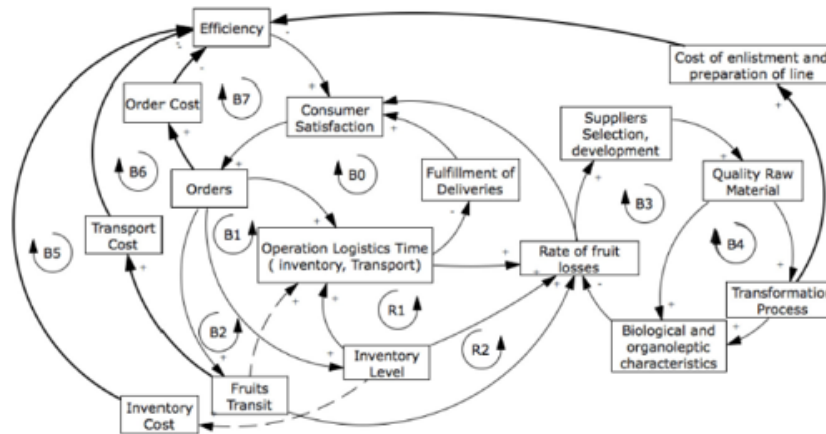 Efficiency
Cost of enlistment and
preparation of line
Order Cost
B7
Consumer
Satisfaction
Suppliers
Selection,
development
B6
Orders
B0
Fulfillment of
Deliveries
Quality Raw
Material
B3
Transport
Cost
B5
B1
Operation Logistics Time
( inventory, Transport)
Rate of fruit
losses
B4
Transformation
Process
R1
B2
R2
Biological and
organoleptic
characteristics
Inventory
Level
Fruits
Transit
Inventory
Cost